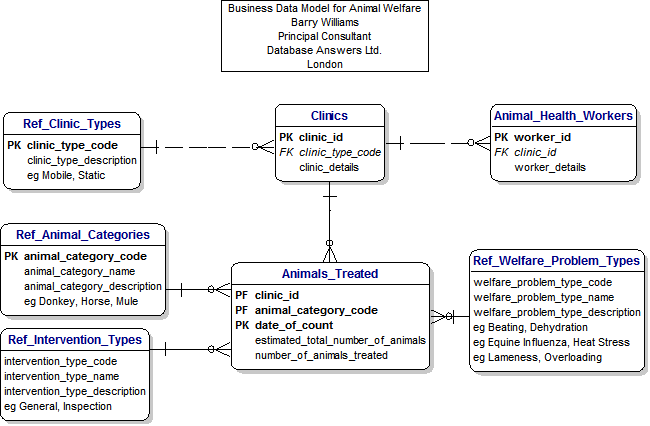 Business Data Model for Animal Welfare
Barry Williams
Principal Consultant
Database Answers Ltd.
London
Ref_Clinic_Types
PK clinic_type_code
clinic_type_description
eg Mobile, Static
Clinics
PK clinic_id
FK clinic_type_code
clinic_details
Animal_Health_Workers
PK worker_id
FK clinic_id
worker_details
Ref_Animal_Categories
PK animal_category_code
animal_category_name
animal_category_description
eg Donkey, Horse, Mule
Animals_Treated
PF clinic_id
PF animal_category_code
PK date_of_count
estimated_total_number_of_animals
number_of_animals_treated
Ref_Welfare_Problem_Types
welfare_problem_type_code
welfare_problem_type_name
welfare_problem_type_description
eg Beating, Dehydration
eg Equine Influenza, Heat Stress
eg Lameness, Overloading
Ref_Intervention_Types
intervention_type_code
intervention_type_name
intervention_type_description
eg General, Inspection